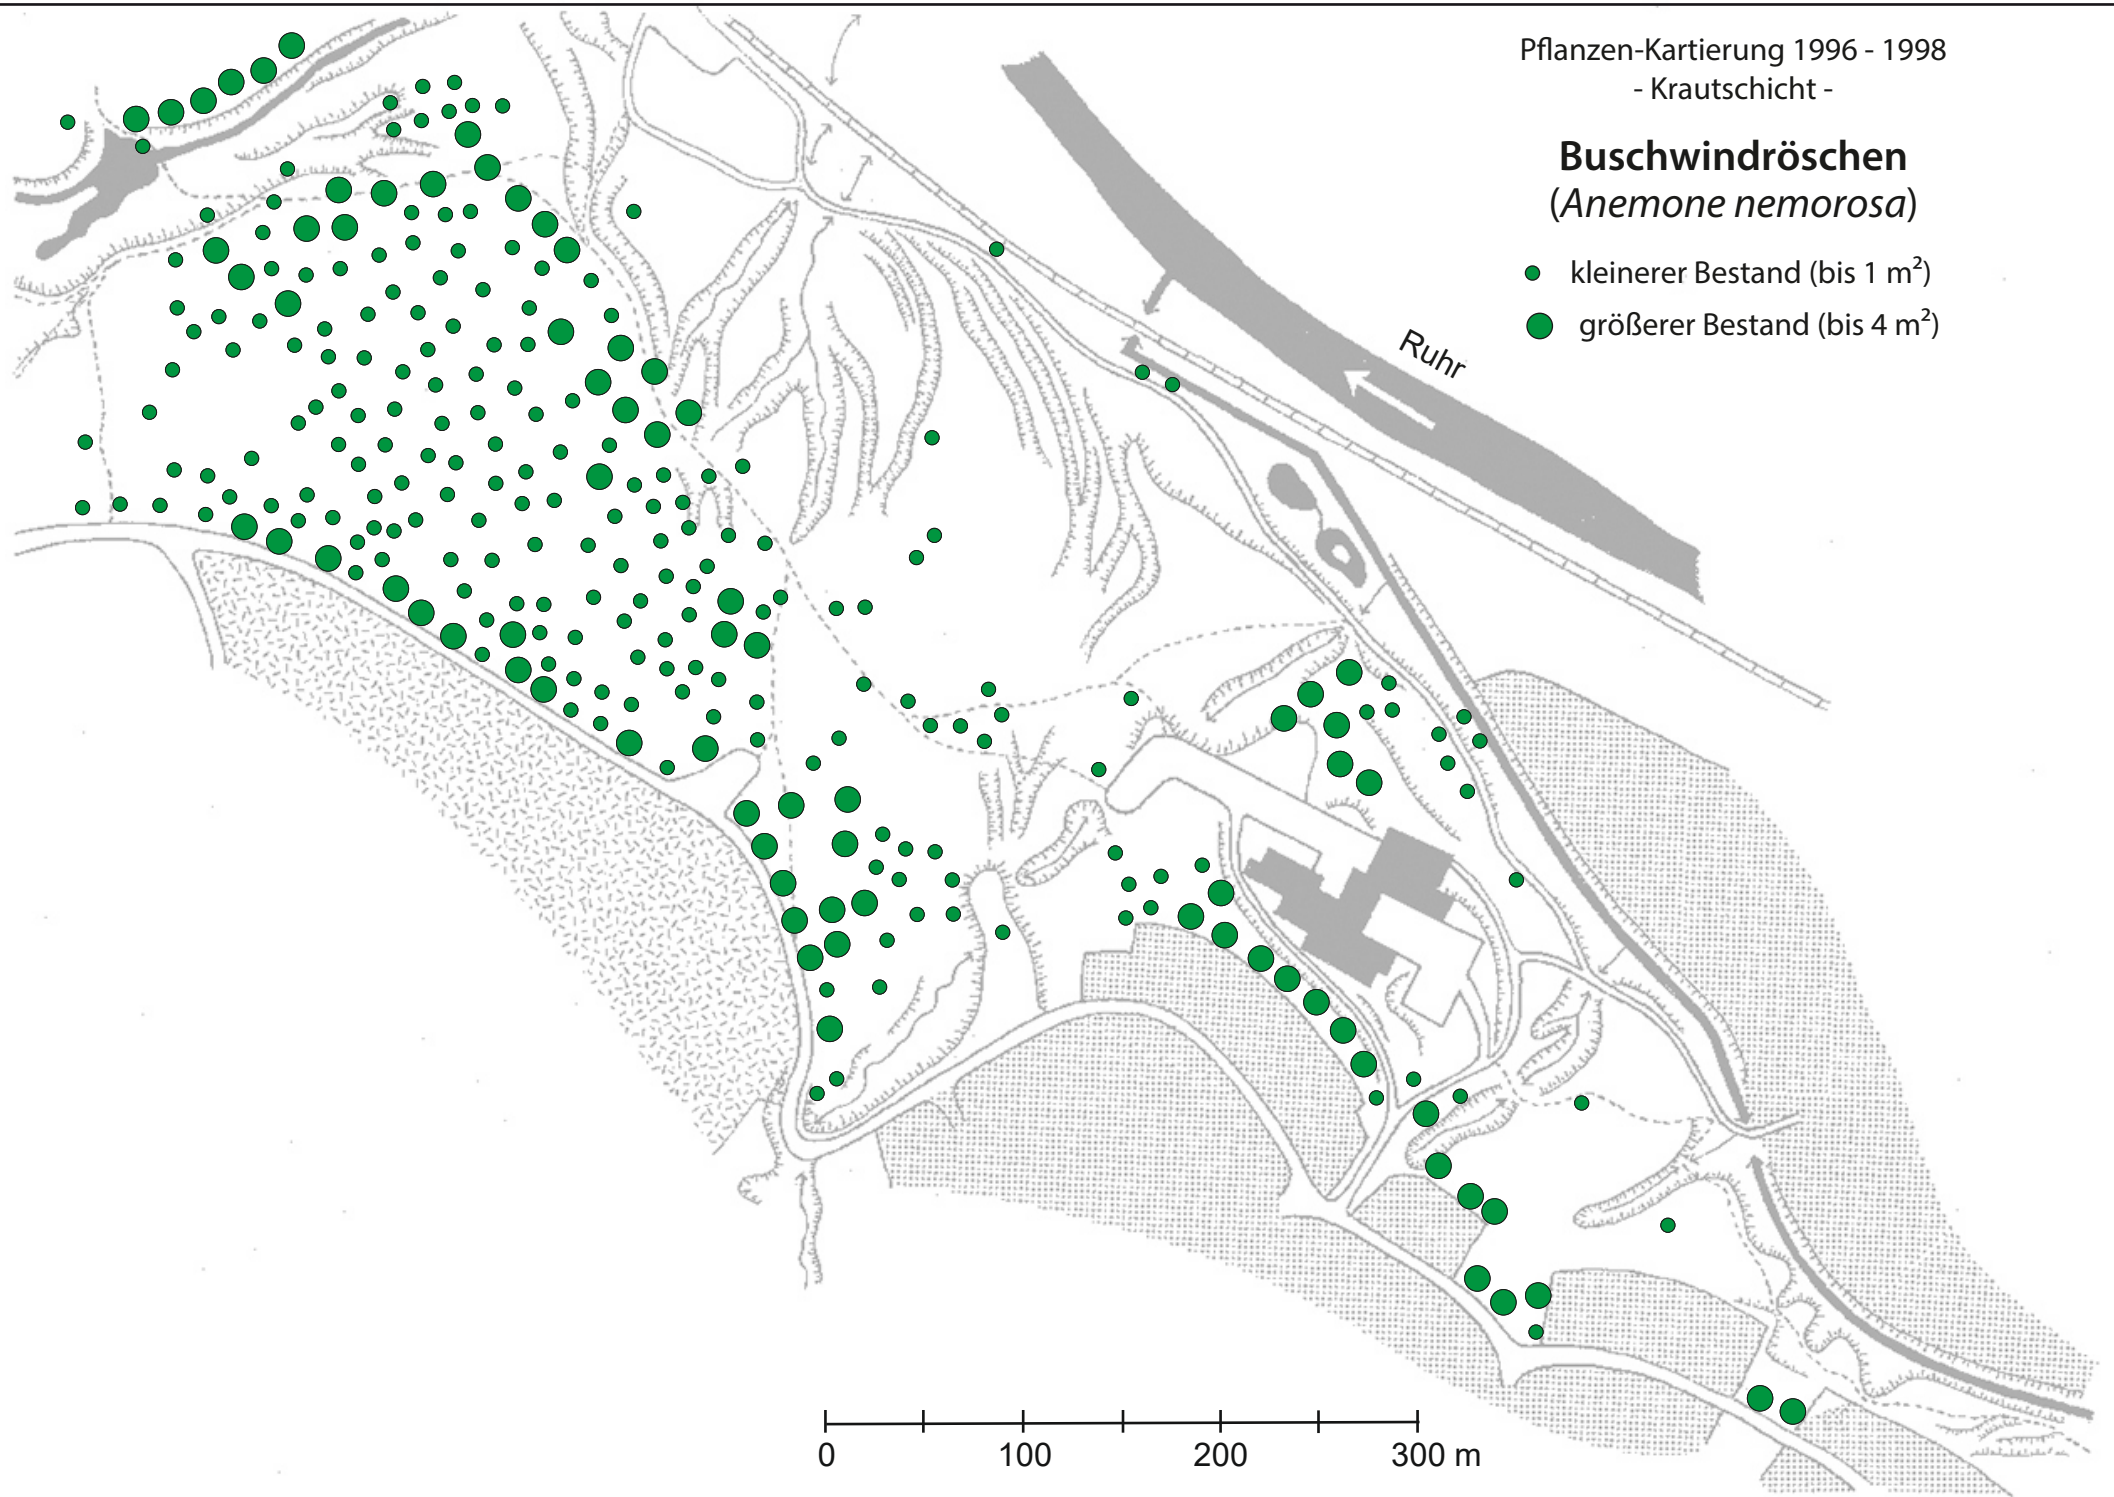 Pflanzen-Kartierung 1996 - 1998
- Krautschicht -
Buschwindröschen
(Anemone nemorosa)
kleinerer Bestand (bis 1 m²)
größerer Bestand (bis 4 m²)
Ruhr
0 100 200 300 m